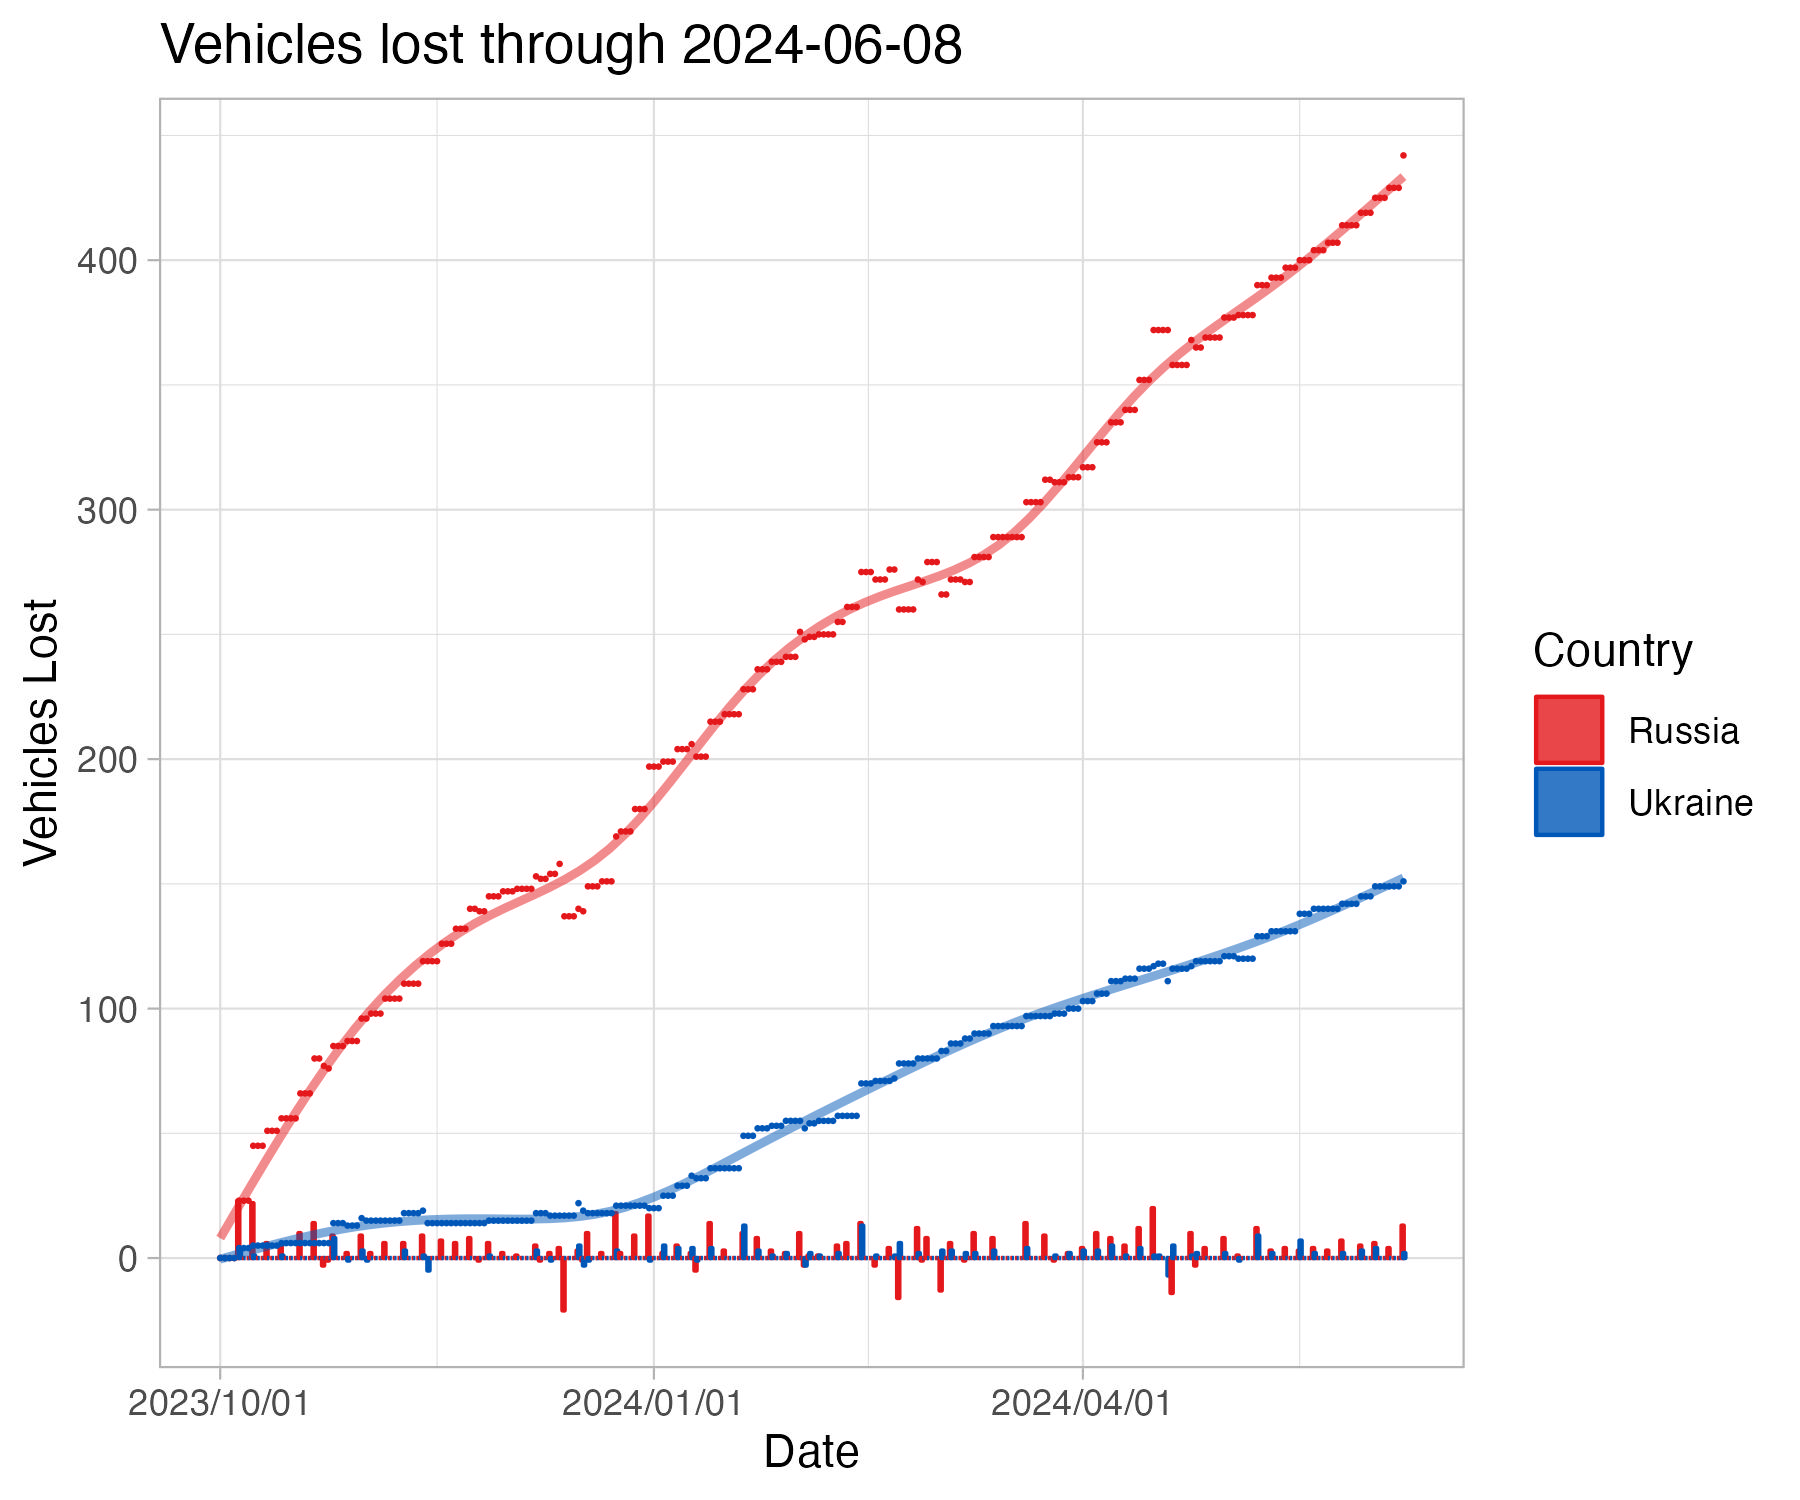 Vehicles lost through 2024-06-08
Vehicles Lost
400
300
200
100
0
2023/10/01
2024/01/01
2024/04/01
Date
Country
Russia
Ukraine